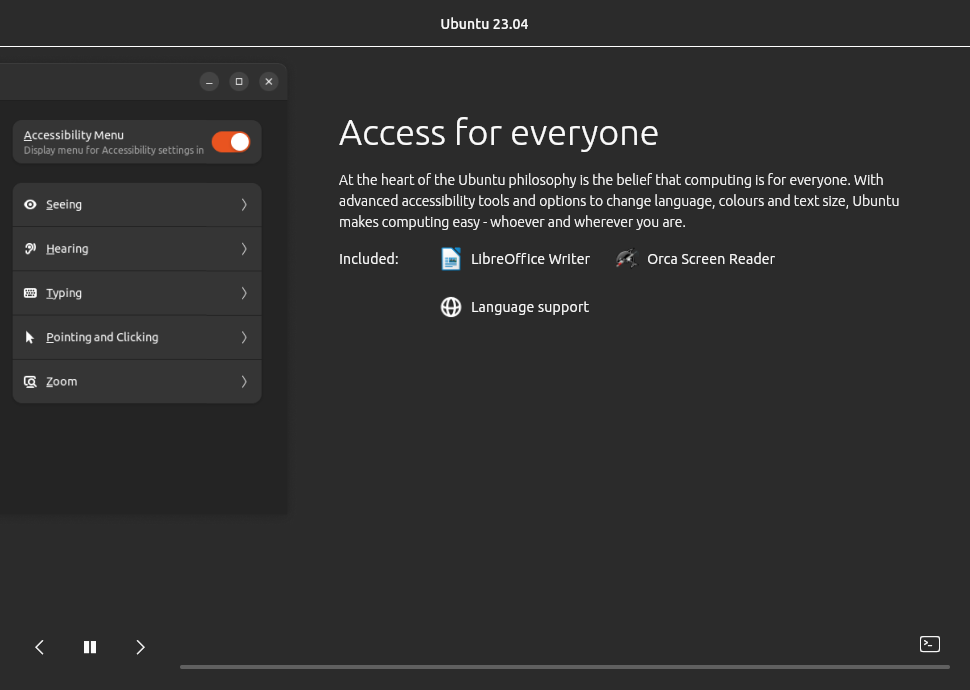 Ubuntu 23.04
Accessibility Menu
Display menu for Accessibility settings in
Seeing
Hearing
Typing
Pointing and Clicking
Zoom
Access for everyone
At the heart of the Ubuntu philosophy is the belief that computing is for everyone. With
advanced accessibility tools and options to change language, colours and text size, Ubuntu
makes computing easy - whoever and wherever you are.
Included: LibreOffice Writer Orca Screen Reader
Language support